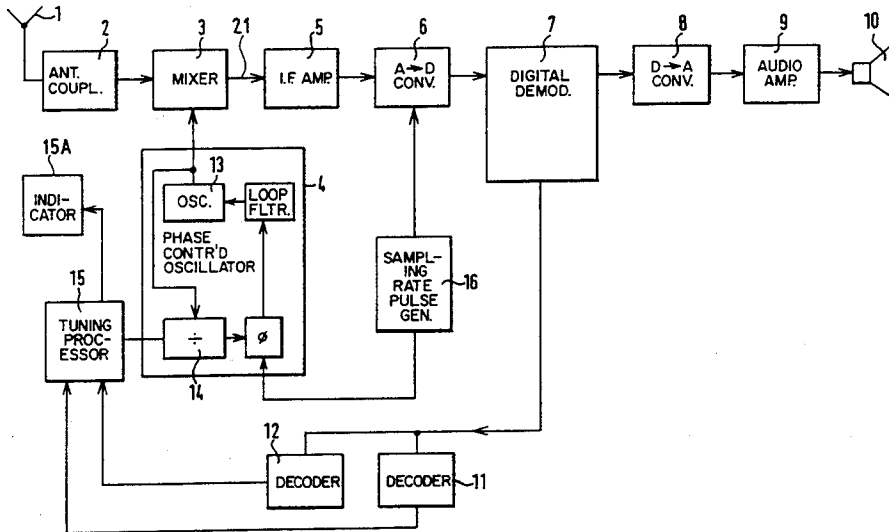 1
2
ANT.
COUPL.
3
MIXER
21
5
I.F. AMP.
6
A→D
CONV.
7
DIGITAL
DEMOD.
8
D→A
CONV.
9
AUDIO
AMP.
10
15A
INDI-
CATOR
13
OSC.
LOOP
FLTR.
4
PHASE
CONTR'D
OSCILLATOR
÷
14
ø
15
TUNING
PROC-
ESSOR
SAMPL-
ING
RATE
PULSE
GEN.
16
12
DECODER
DECODER
11